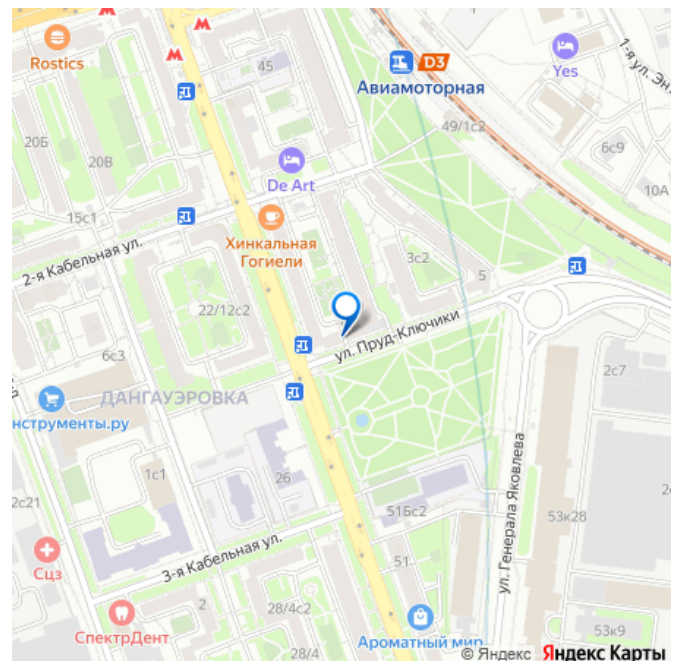 Rostics
М
М
45
D3
Авиамоторная
Yes
1-я ул. Эн
49/1с2
6с9
10А
20Б
20В
De Art
15с1
2-я Кабельная ул.
Хинкальная
Гогиели
3с2
5
22/12с2
ул. Пруд-Ключики
6с3
ДАНГАУЭРОВКА
2с7
нструменты.ру
1с1
26
2с21
51Бс2
53к28
ул. Генерала Яковлева
3-я Кабельная ул.
Сцз
51
2
28/4с2
СпектрДент
53к9
Ароматный мир
28/4
© Яндекс Яндекс Карты